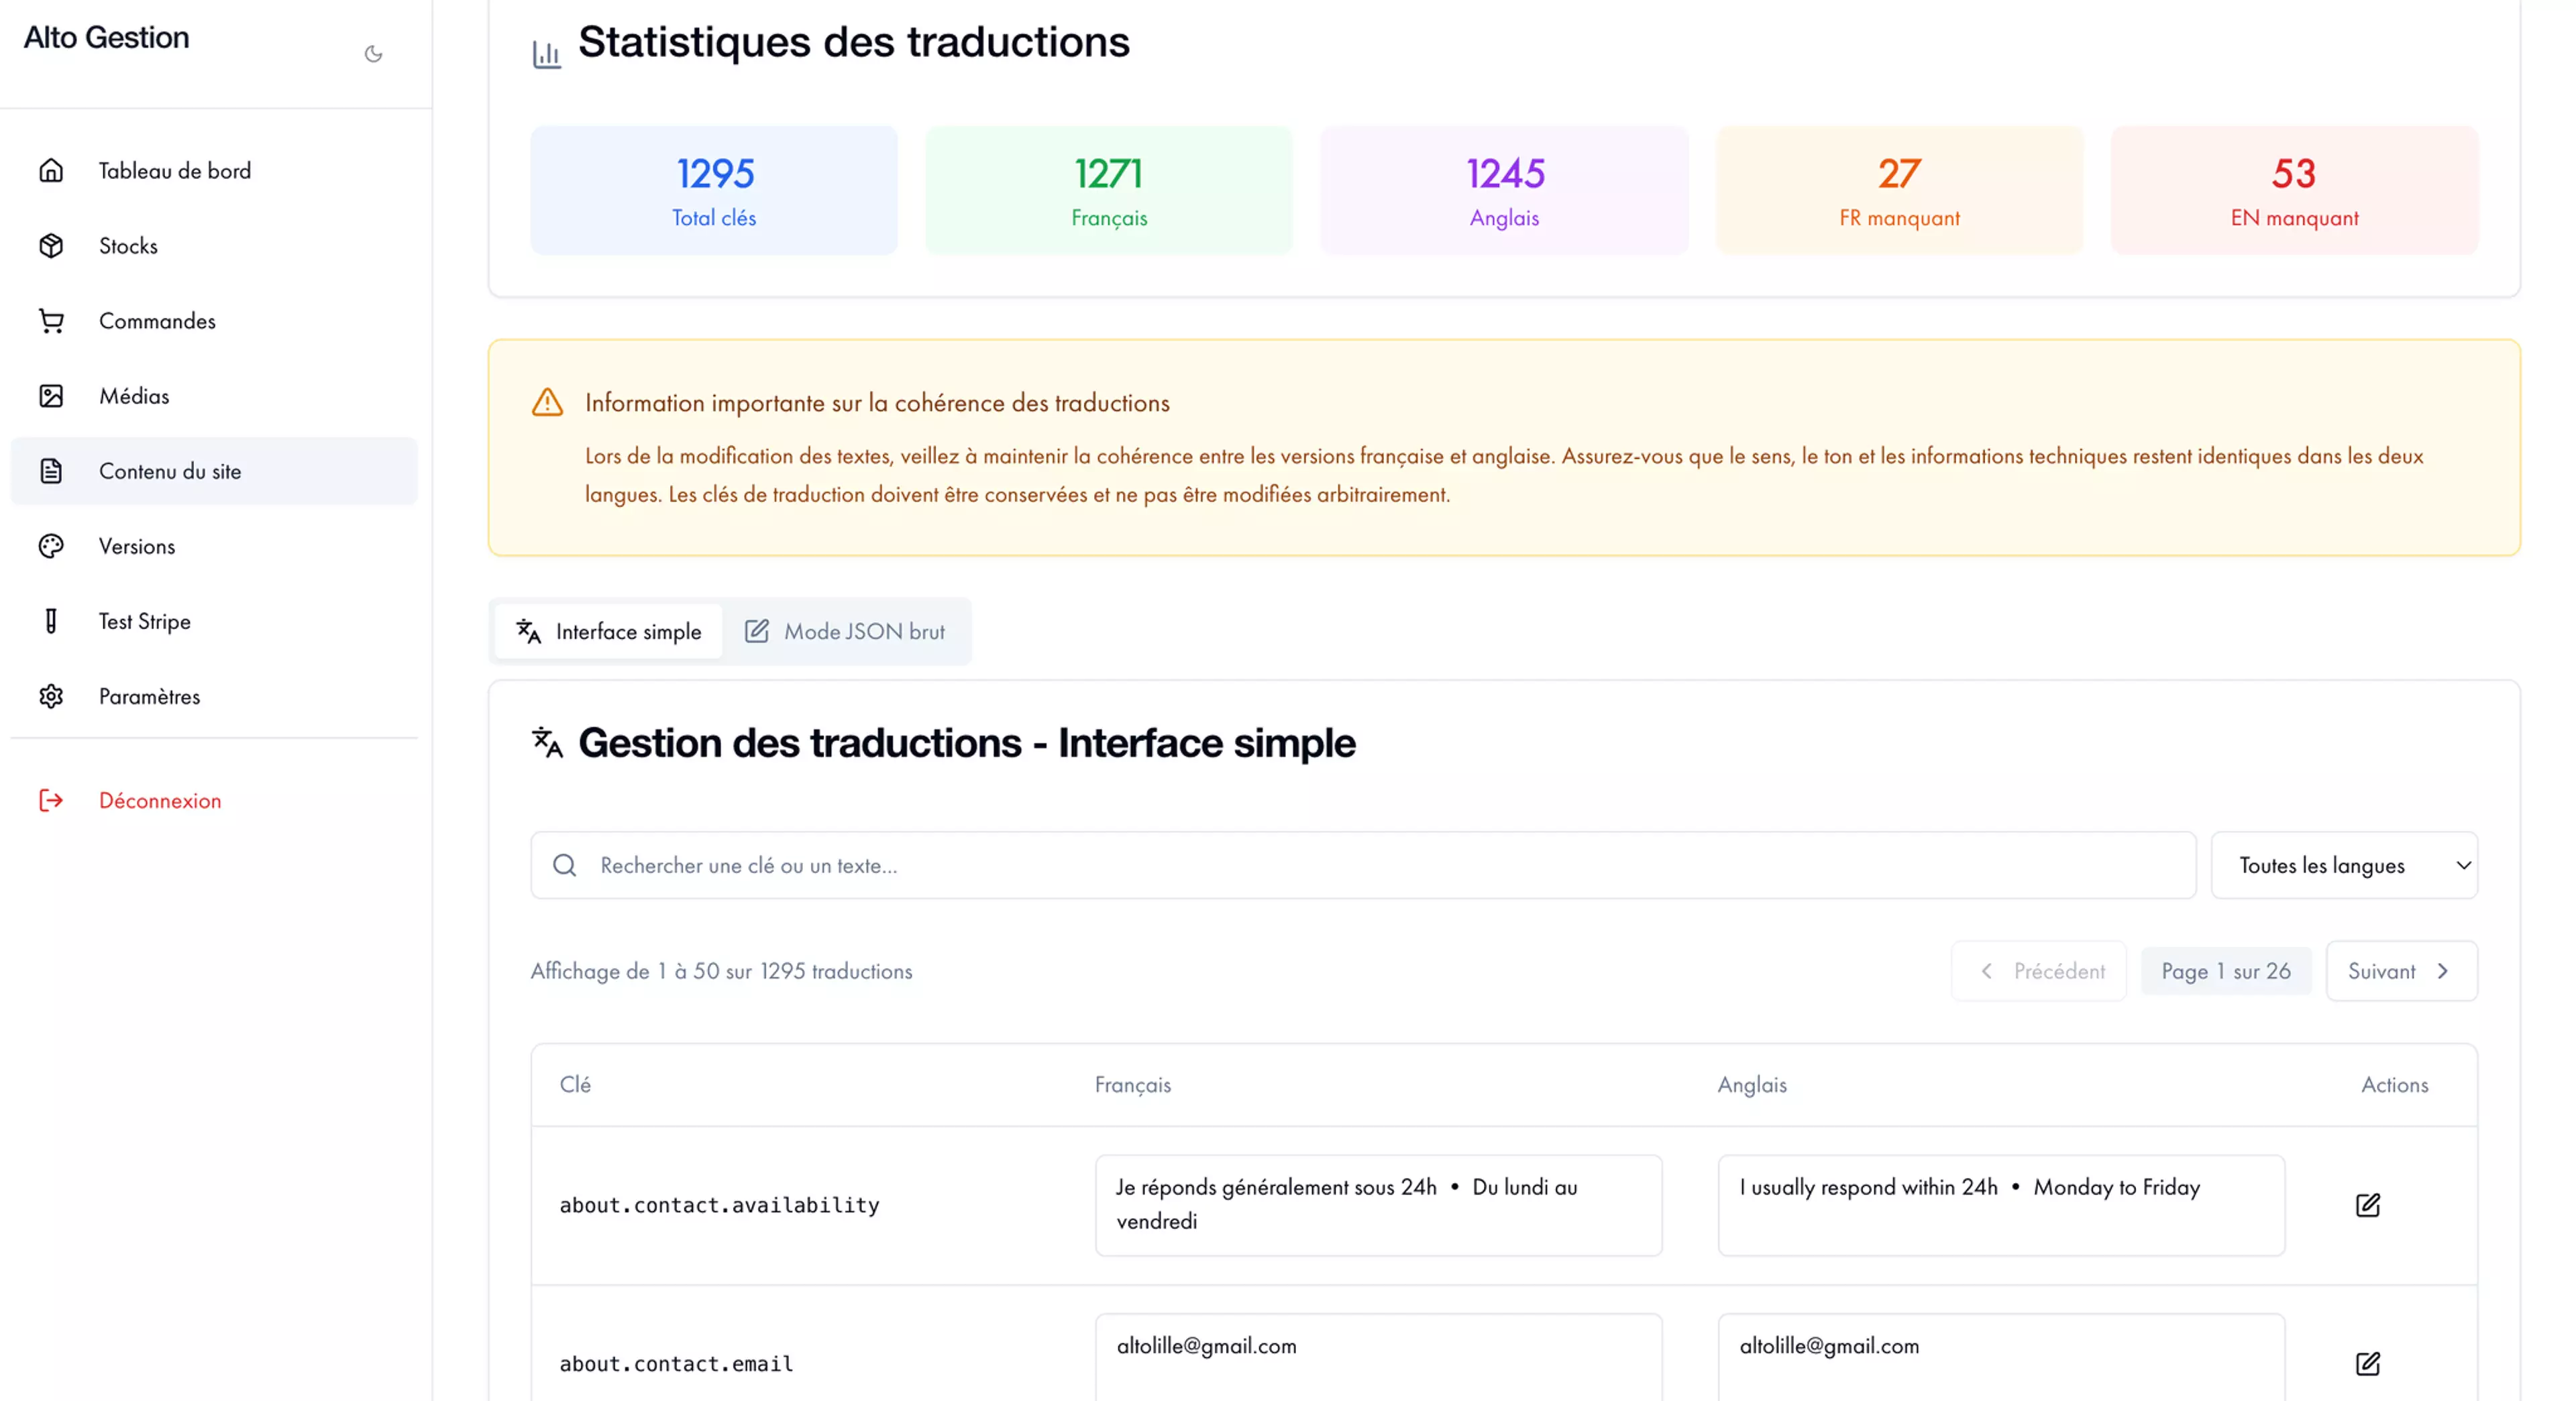 Alto Gestion
Tableau de bord
Stocks
Commandes
Médias
Contenu du site
Versions
Test Stripe
Paramètres
Déconnexion
Statistiques des traductions
1295
Total clés
1271
Français
1245
Anglais
27
FR manquant
53
EN manquant
Information importante sur la cohérence des traductions
Lors de la modification des textes, veillez à maintenir la cohérence entre les versions française et anglaise. Assurez-vous que le sens, le ton et les informations techniques restent identiques dans les deux
langues. Les clés de traduction doivent être conservées et ne pas être modifiées arbitrairement.
Interface simple
Mode JSON brut
Gestion des traductions - Interface simple
Rechercher une clé ou un texte...
Toutes les langues
Affichage de 1 à 50 sur 1295 traductions
Précédent
Page 1 sur 26
Suivant
Clé
Français
Anglais
Actions
about.contact.availability
Je réponds généralement sous 24h • Du lundi au
vendredi
I usually respond within 24h • Monday to Friday
about.contact.email
altolille@gmail.com
altolille@gmail.com